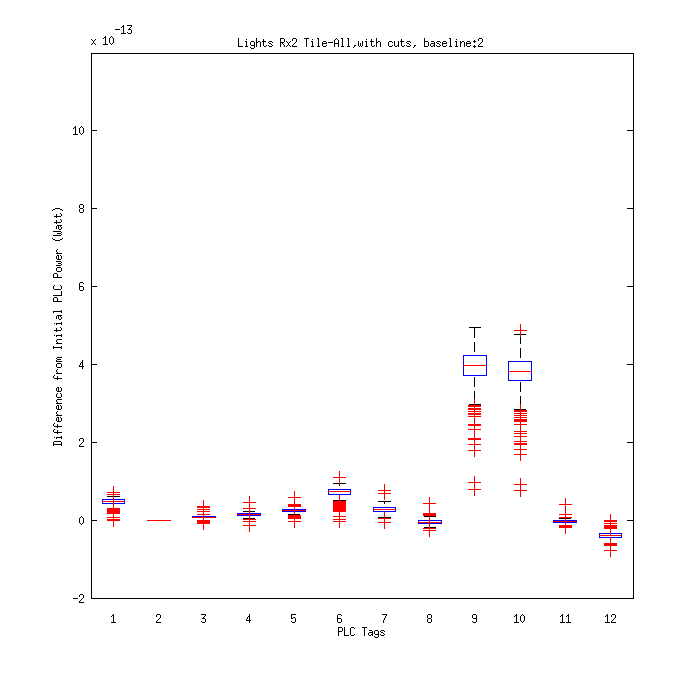 x 10^-13
Lights Rx2 Tile-All,with cuts, baseline:2
Difference from Initial PLC Power (Watt)
10
8
6
4
2
0
-2
1 2 3 4 5 6 7 8 9 10 11 12
PLC Tags